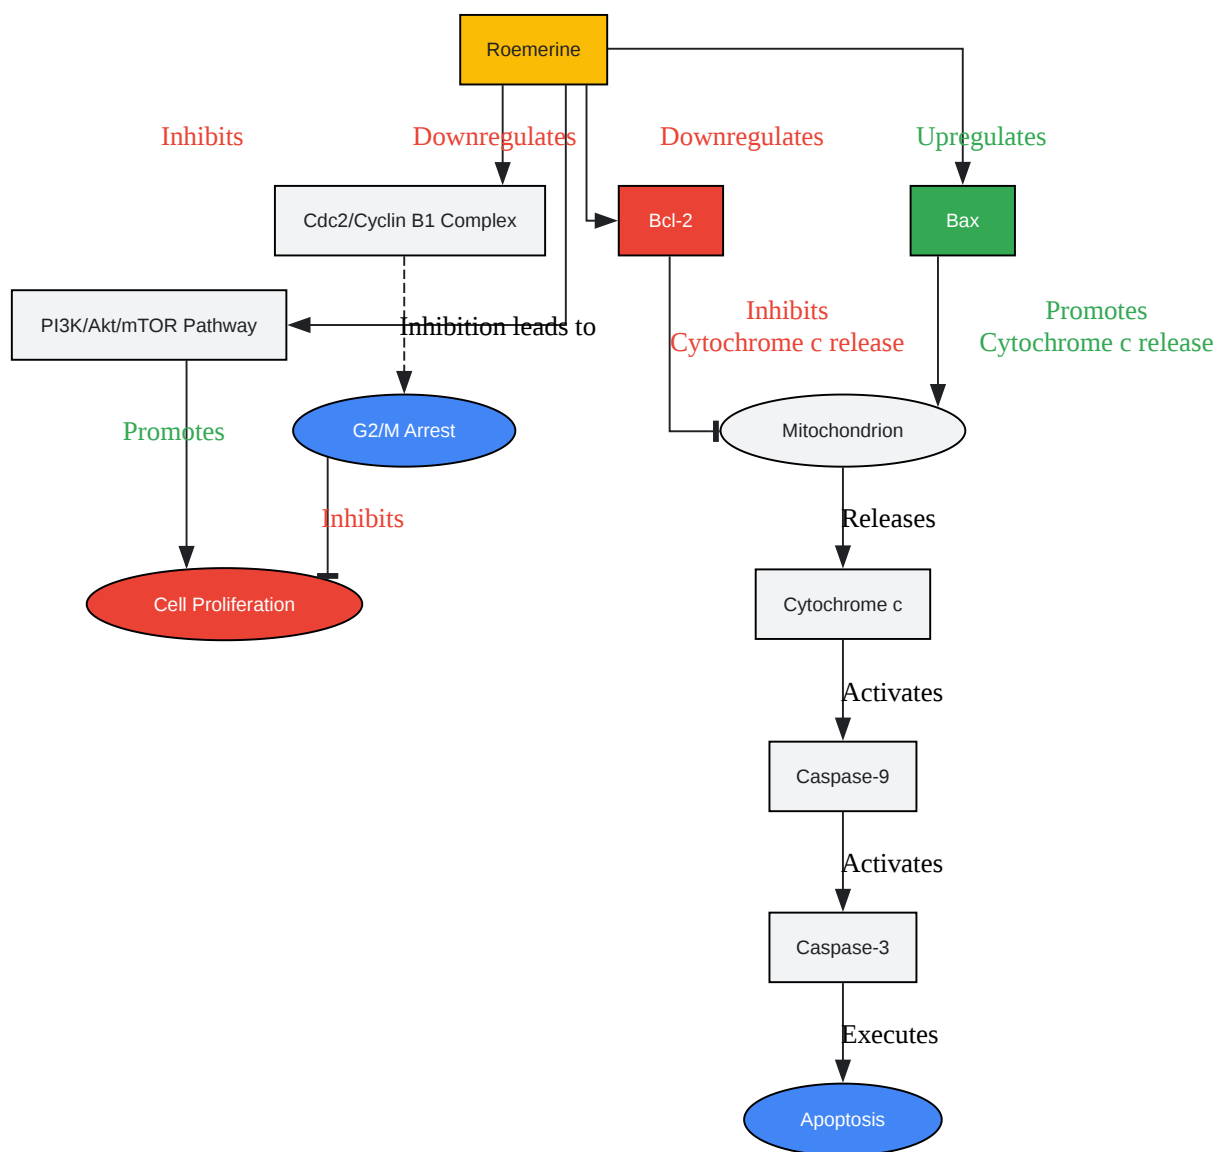 Roemerine
Inhibits
Downregulates
Downregulates
Upregulates
Cdc2/Cyclin B1 Complex
Bcl-2
Bax
PI3K/Akt/mTOR Pathway
Inhibition leads to
Inhibits
Cytochrome c release
Promotes
Cytochrome c release
Promotes
G2/M Arrest
Mitochondrion
Inhibits
Releases
Cell Proliferation
Cytochrome c
Activates
Caspase-9
Activates
Caspase-3
Executes
Apoptosis